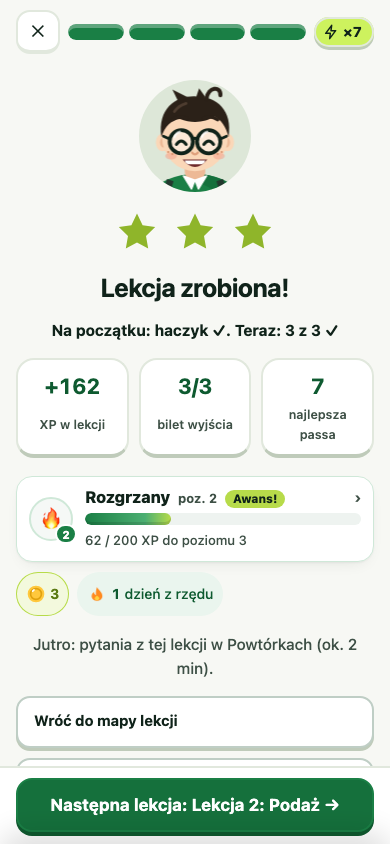 ×7
Lekcja zrobiona!
Na początku: haczyk ✓. Teraz: 3 z 3 ✓
+162
XP w lekcji
3/3
bilet wyjścia
7
najlepsza
passa
Rozgrzany poz. 2 Awans!
2
62 / 200 XP do poziomu 3
3
1 dzień z rzędu
Jutro: pytania z tej lekcji w Powtórkach (ok. 2
min).
Wróć do mapy lekcji
Następna lekcja: Lekcja 2: Podaż →